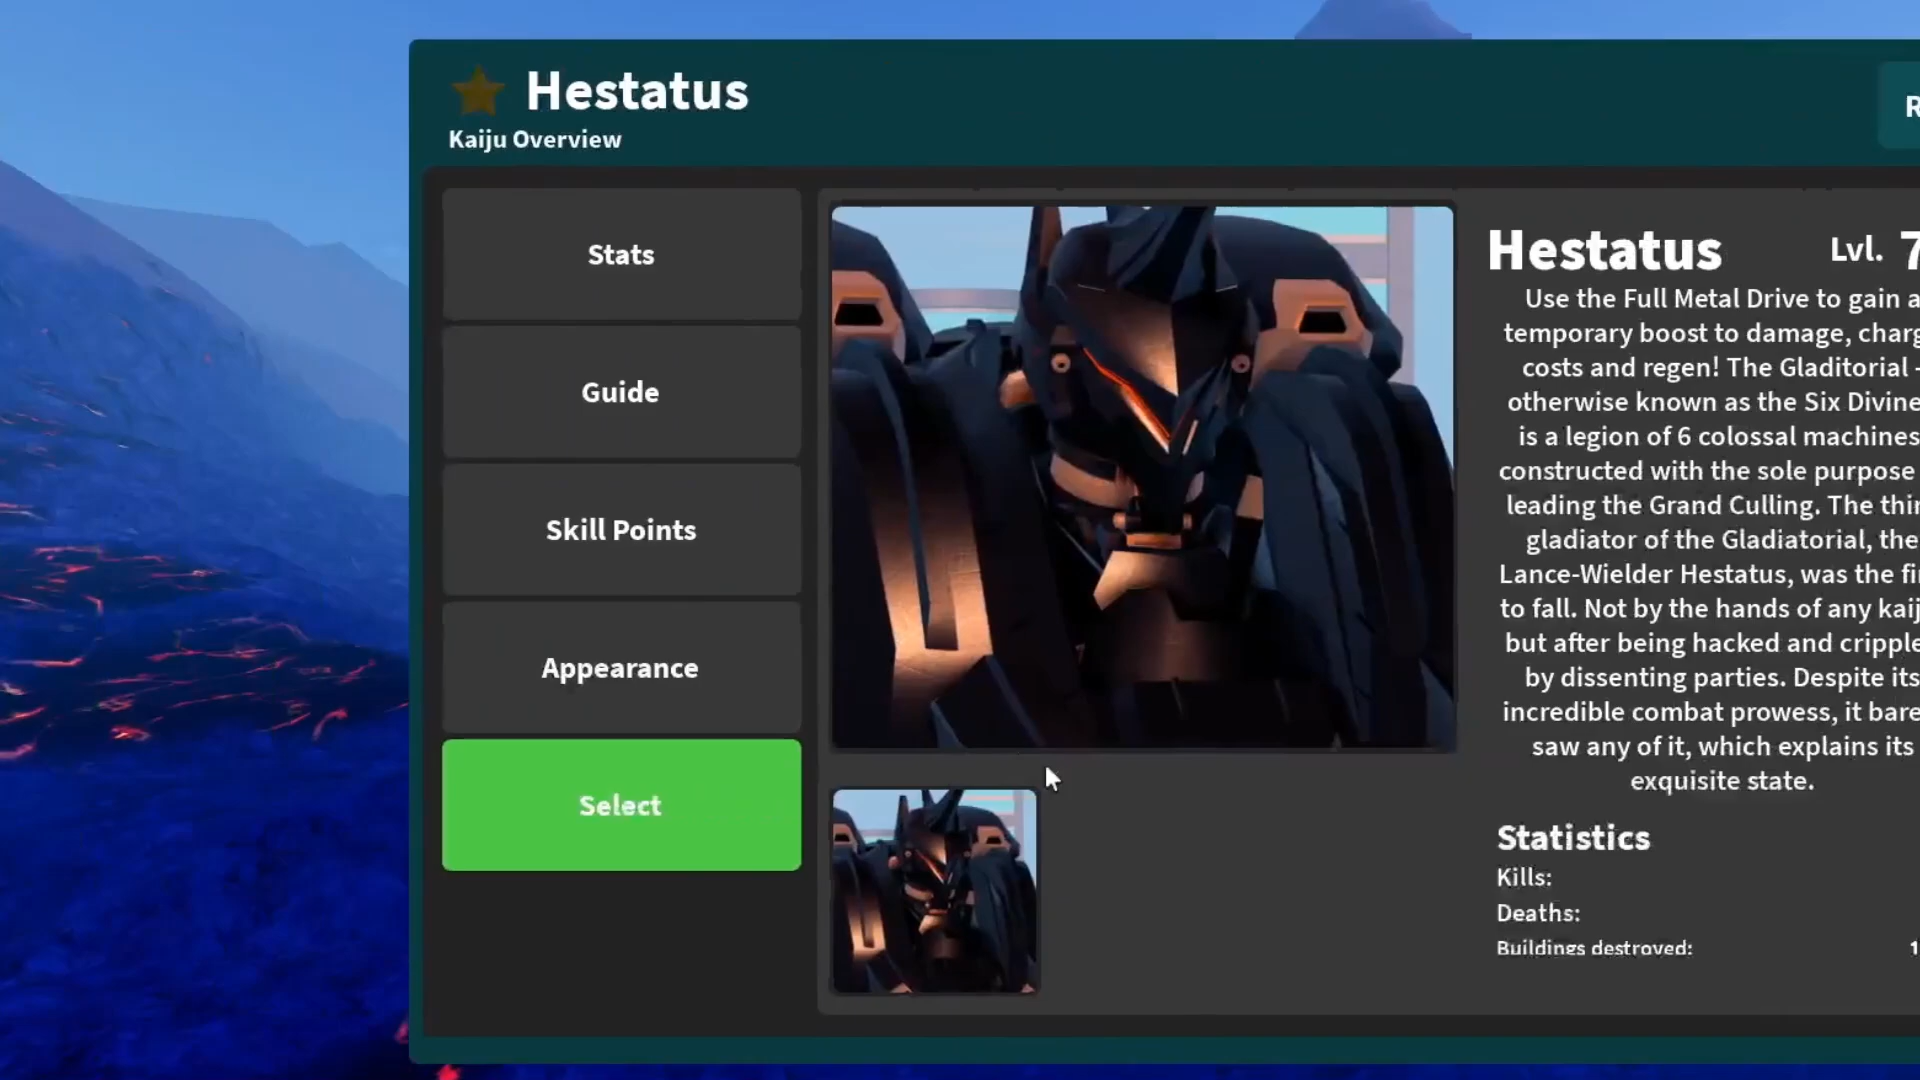 Hestatus
Kaiju Overview
R
Stats
Guide
Skill Points
Appearance
Select
Hestatus Lvl. 7
Use the Full Metal Drive to gain a
temporary boost to damage,
costs and regen! The Gladitorial -
otherwise known as the Six Divine
is a legion of 6 colossal machines
constructed with the sole purpose
leading the Grand Culling. The
gladiator of the Gladiatorial, the
Lance-Wielder Hestatus, was the
to fall. Not by the hands of any
but after being hacked and
by dissenting parties. Despite its
incredible combat prowess, it
saw any of it, which explains its
exquisite state.
Statistics
Kills:
Deaths:
Buildings destroyed: 1